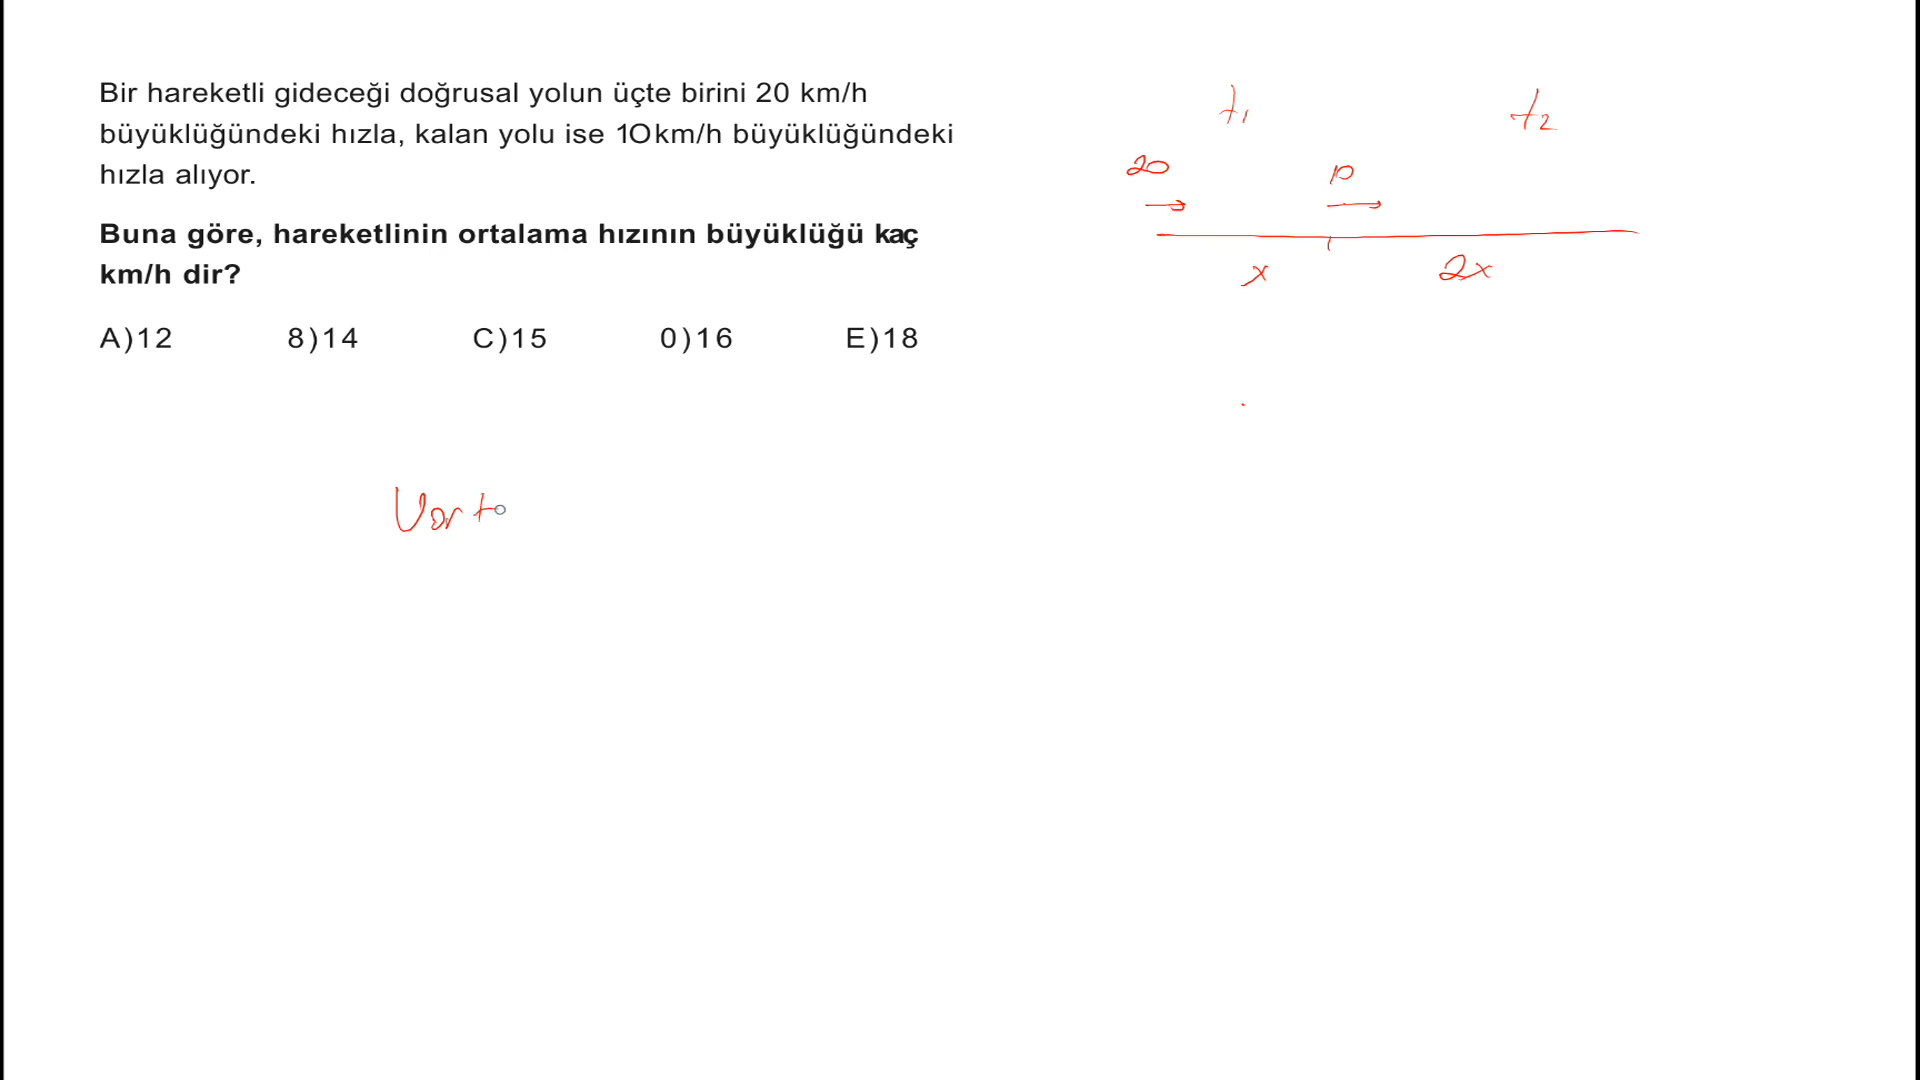 Bir hareketli gideceği doğrusal yolun üçte birini 20 km/h
büyüklüğündeki hızla, kalan yolu ise 1Okm/h büyüklüğündeki
hızla alıyor.
Buna göre, hareketlinin ortalama hızının büyüklüğü kaç
km/h dir?
A)12 8)14 C)15 0)16 E)18
t1 t2
20 10
x 2x
Vort